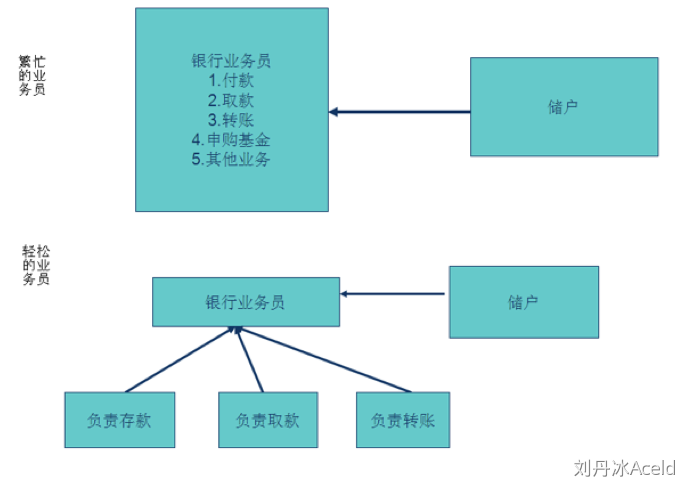 繁忙
的业
务员
银行业务员
1.付款
2.取款
3.转账
4.申购基金
5.其他业务
储户
轻松
的业
务员
银行业务员
储户
负责存款
负责取款
负责转账
刘丹冰Aceld